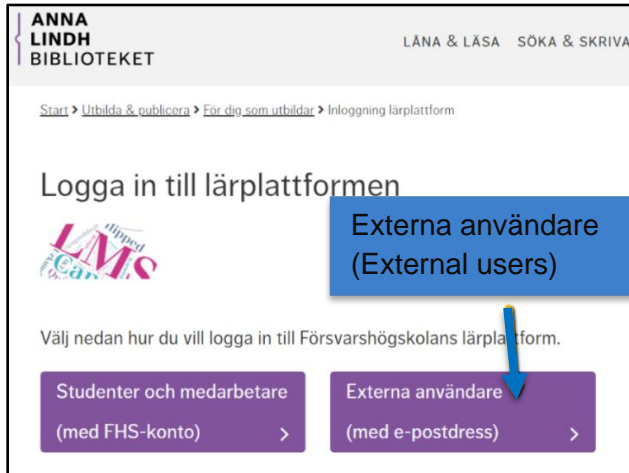 ANNA
LINDH
BIBLIOTEKET
LÅNA & LÄSA SÖKA & SKRIVA
Start > Utbilda & publicera > För dig som utbildar > Inloggning lärplattform
Logga in till lärplattformen
LMS
Externa användare
(External users)
Välj nedan hur du vill logga in till Försvarshögskolans lärplattform.
Studenter och medarbetare
(med FHS-konto) >
Externa användare
(med e-postdress) >